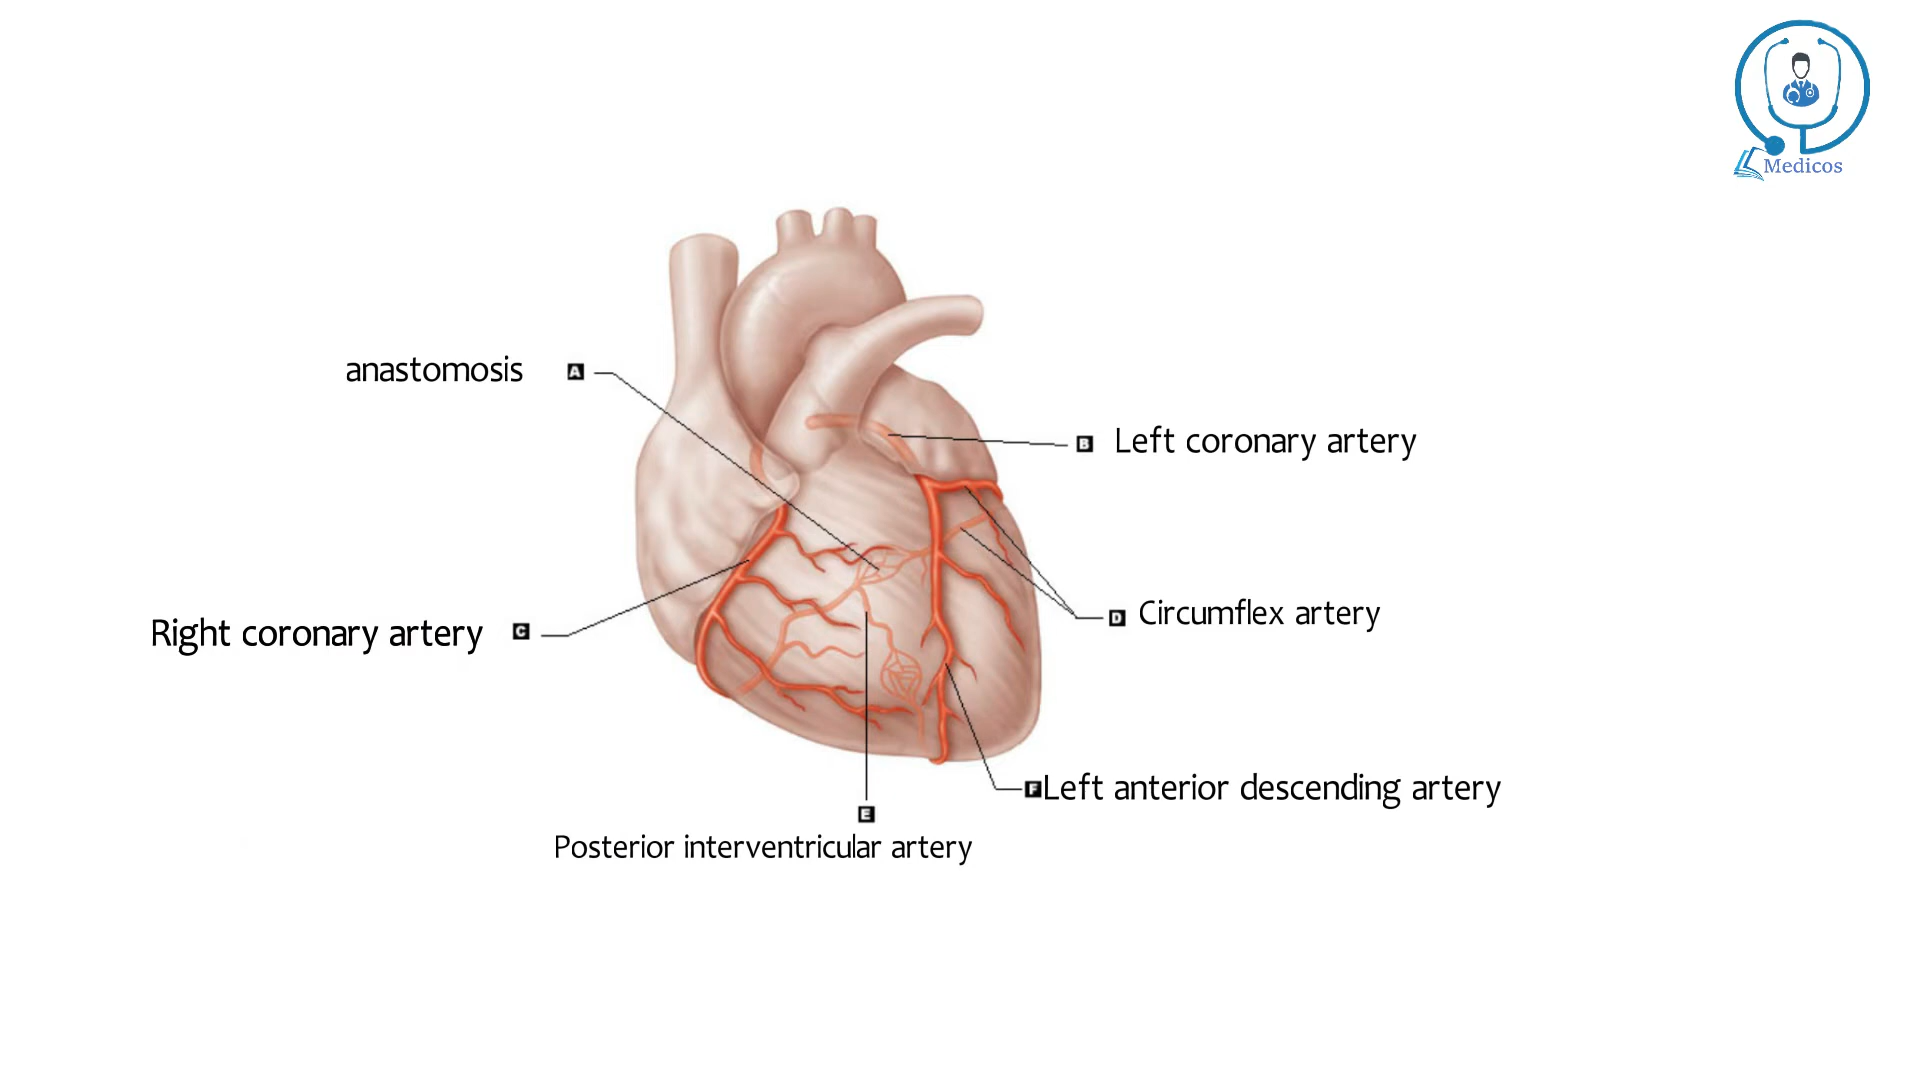 Medicos
anastomosis A
B Left coronary artery
Right coronary artery C
D Circumflex artery
F Left anterior descending artery
E
Posterior interventricular artery